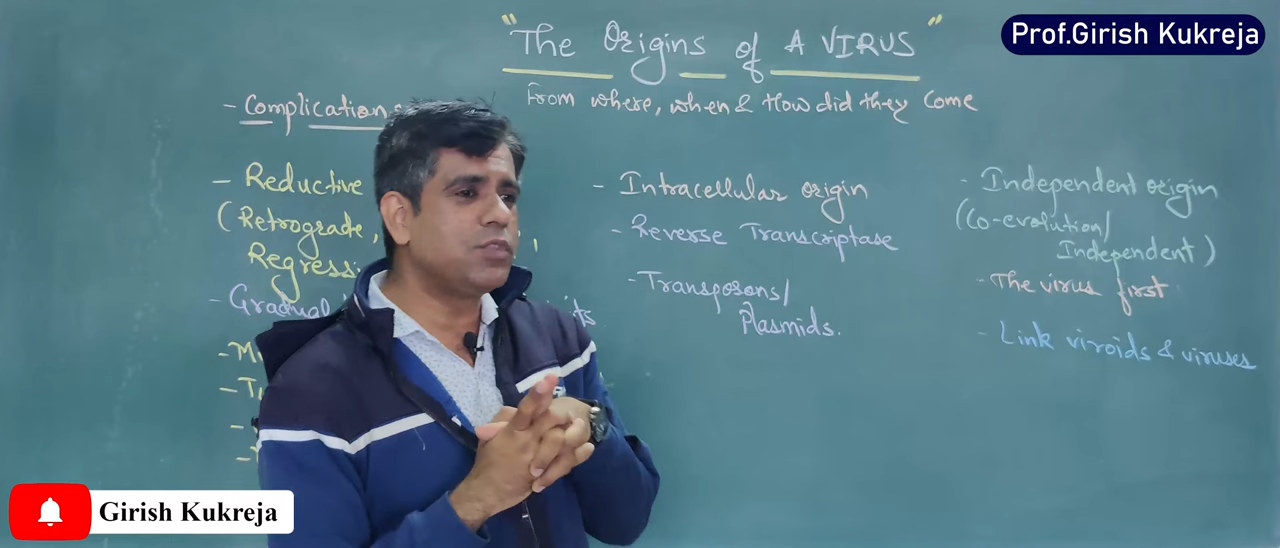 Prof.Girish Kukreja
"The Origins of A VIRUS"
From where, when & How did they Come
- Complication
- Reductive
(Retrograde,
Regress
- Gradual
- Intracellular origin
- Reverse Transcriptase
- Transposons/
Plasmids.
- Independent origin
(Co-evolution/
Independent)
- The virus first
- Link viroids & viruses
Girish Kukreja